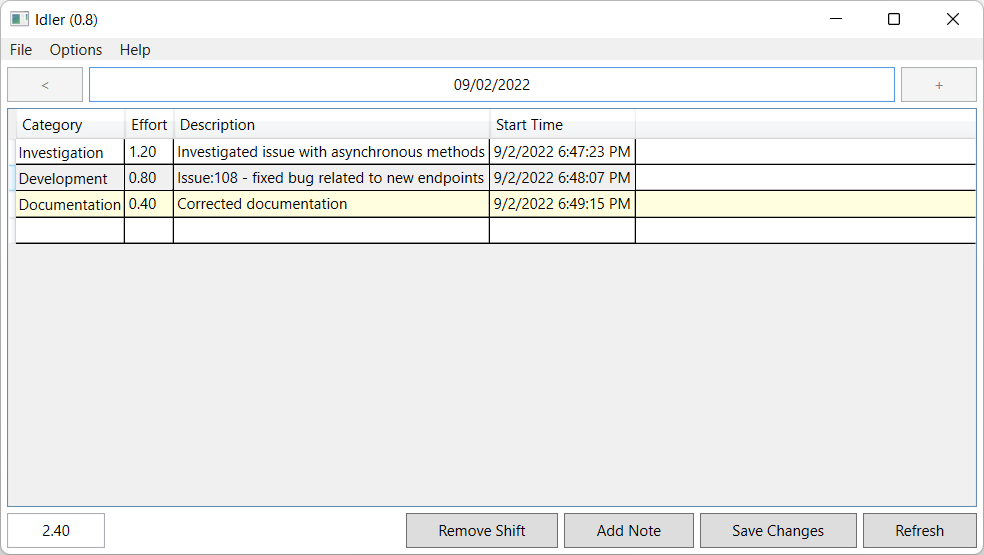 Idler (0.8)
File Options Help
< 09/02/2022 +
Category Effort Description Start Time
Investigation 1.20 Investigated issue with asynchronous methods 9/2/2022 6:47:23 PM
Development 0.80 Issue:108 - fixed bug related to new endpoints 9/2/2022 6:48:07 PM
Documentation 0.40 Corrected documentation 9/2/2022 6:49:15 PM
2.40 Remove Shift Add Note Save Changes Refresh